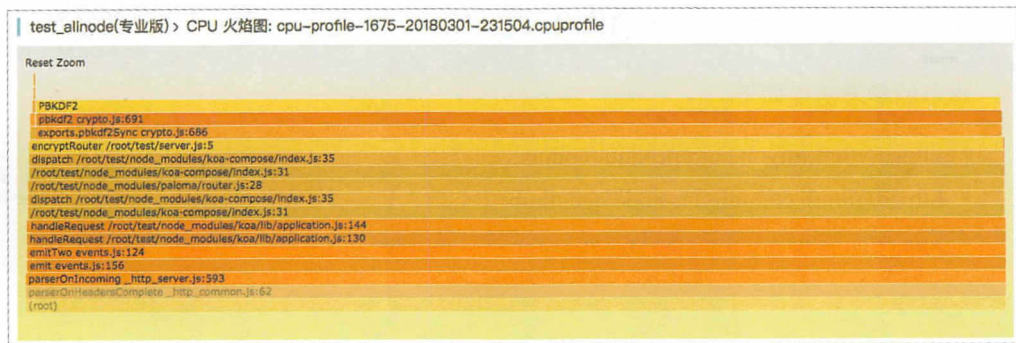 test_alinode(专业版) > CPU 火焰图: cpu-profile-1675-20180301-231504.cpuprofile
Reset Zoom
PBKDF2
pbkdf2 crypto.js:691
exports.pbkdf2Sync crypto.js:686
encryptRouter /root/test/server.js:5
dispatch /root/test/node_modules/koa-compose/index.js:35
/root/test/node_modules/koa-compose/index.js:31
/root/test/node_modules/paloma/router.js:28
dispatch /root/test/node_modules/koa-compose/index.js:35
/root/test/node_modules/koa-compose/index.js:31
handleRequest /root/test/node_modules/koa/lib/application.js:144
handleRequest /root/test/node_modules/koa/lib/application.js:130
emitTwo events.js:124
emit events.js:156
parserOnIncoming _http_server.js:593
parserOnHeadersComplete _http_common.js:62
(root)